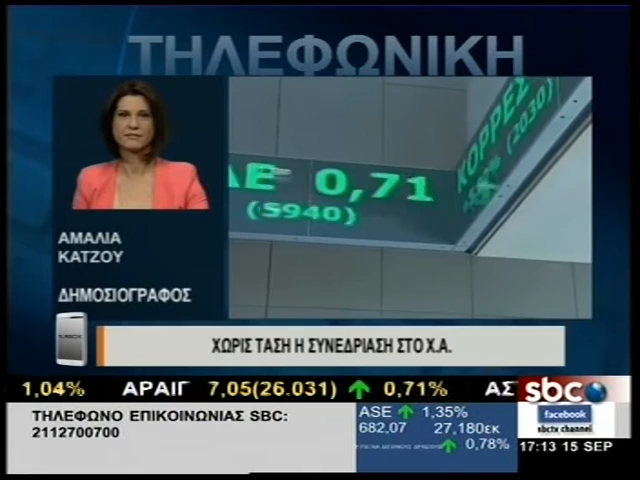 ΤΗΛΕΦΩΝΙΚΗ
ΑΕ 0,71
(5940)
ΚΟΡΡΕΣ
(2030)
ΑΜΑΛΙΑ
ΚΑΤΖΟΥ
ΔΗΜΟΣΙΟΓΡΑΦΟΣ
ΧΩΡΙΣ ΤΑΣΗ Η ΣΥΝΕΔΡΙΑΣΗ ΣΤΟ Χ.Α.
1,04% ΑΡΑΙΓ 7,05(26.031) 0,71% ΑΣΤ
sbc
ΤΗΛΕΦΩΝΟ ΕΠΙΚΟΙΝΩΝΙΑΣ SBC:
2112700700
ASE 1,35%
682,07 27,180εκ
0,78%
facebook
sbctv channel
17:13 15 SEP